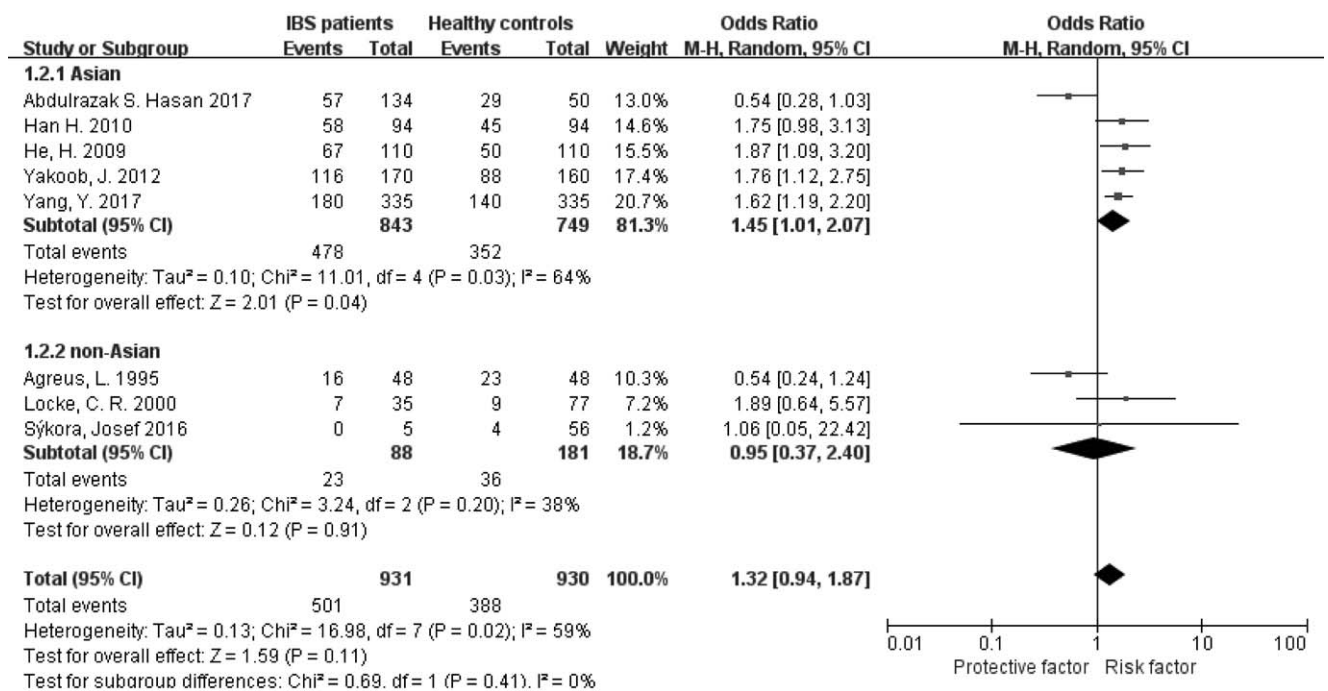 IBS patients Healthy controls Odds Ratio Odds Ratio
Study or Subgroup Events Total Events Total Weight M-H, Random, 95% CI M-H, Random, 95% CI
1.2.1 Asian
Abdulrazak S. Hasan 2017 57 134 29 50 13.0% 0.54 [0.28, 1.03]
Han H. 2010 58 94 45 94 14.6% 1.75 [0.98, 3.13]
He, H. 2009 67 110 50 110 15.5% 1.87 [1.09, 3.20]
Yakoob, J. 2012 116 170 88 160 17.4% 1.76 [1.12, 2.75]
Yang, Y. 2017 180 335 140 335 20.7% 1.62 [1.19, 2.20]
Subtotal (95% CI) 843 749 81.3% 1.45 [1.01, 2.07]
Total events 478 352
Heterogeneity: Tau² = 0.10; Chi² = 11.01, df = 4 (P = 0.03); I² = 64%
Test for overall effect: Z = 2.01 (P = 0.04)
1.2.2 non-Asian
Agreus, L. 1995 16 48 23 48 10.3% 0.54 [0.24, 1.24]
Locke, C. R. 2000 7 35 9 77 7.2% 1.89 [0.64, 5.57]
Sýkora, Josef 2016 0 5 4 56 1.2% 1.06 [0.05, 22.42]
Subtotal (95% CI) 88 181 18.7% 0.95 [0.37, 2.40]
Total events 23 36
Heterogeneity: Tau² = 0.26; Chi² = 3.24, df = 2 (P = 0.20); I² = 38%
Test for overall effect: Z = 0.12 (P = 0.91)
Total (95% CI) 931 930 100.0% 1.32 [0.94, 1.87]
Total events 501 388
Heterogeneity: Tau² = 0.13; Chi² = 16.98, df = 7 (P = 0.02); I² = 59%
Test for overall effect: Z = 1.59 (P = 0.11)
Test for subgroup differences: Chi² = 0.69, df = 1 (P = 0.41), I² = 0%
0.01 0.1 1 10 100
Protective factor Risk factor